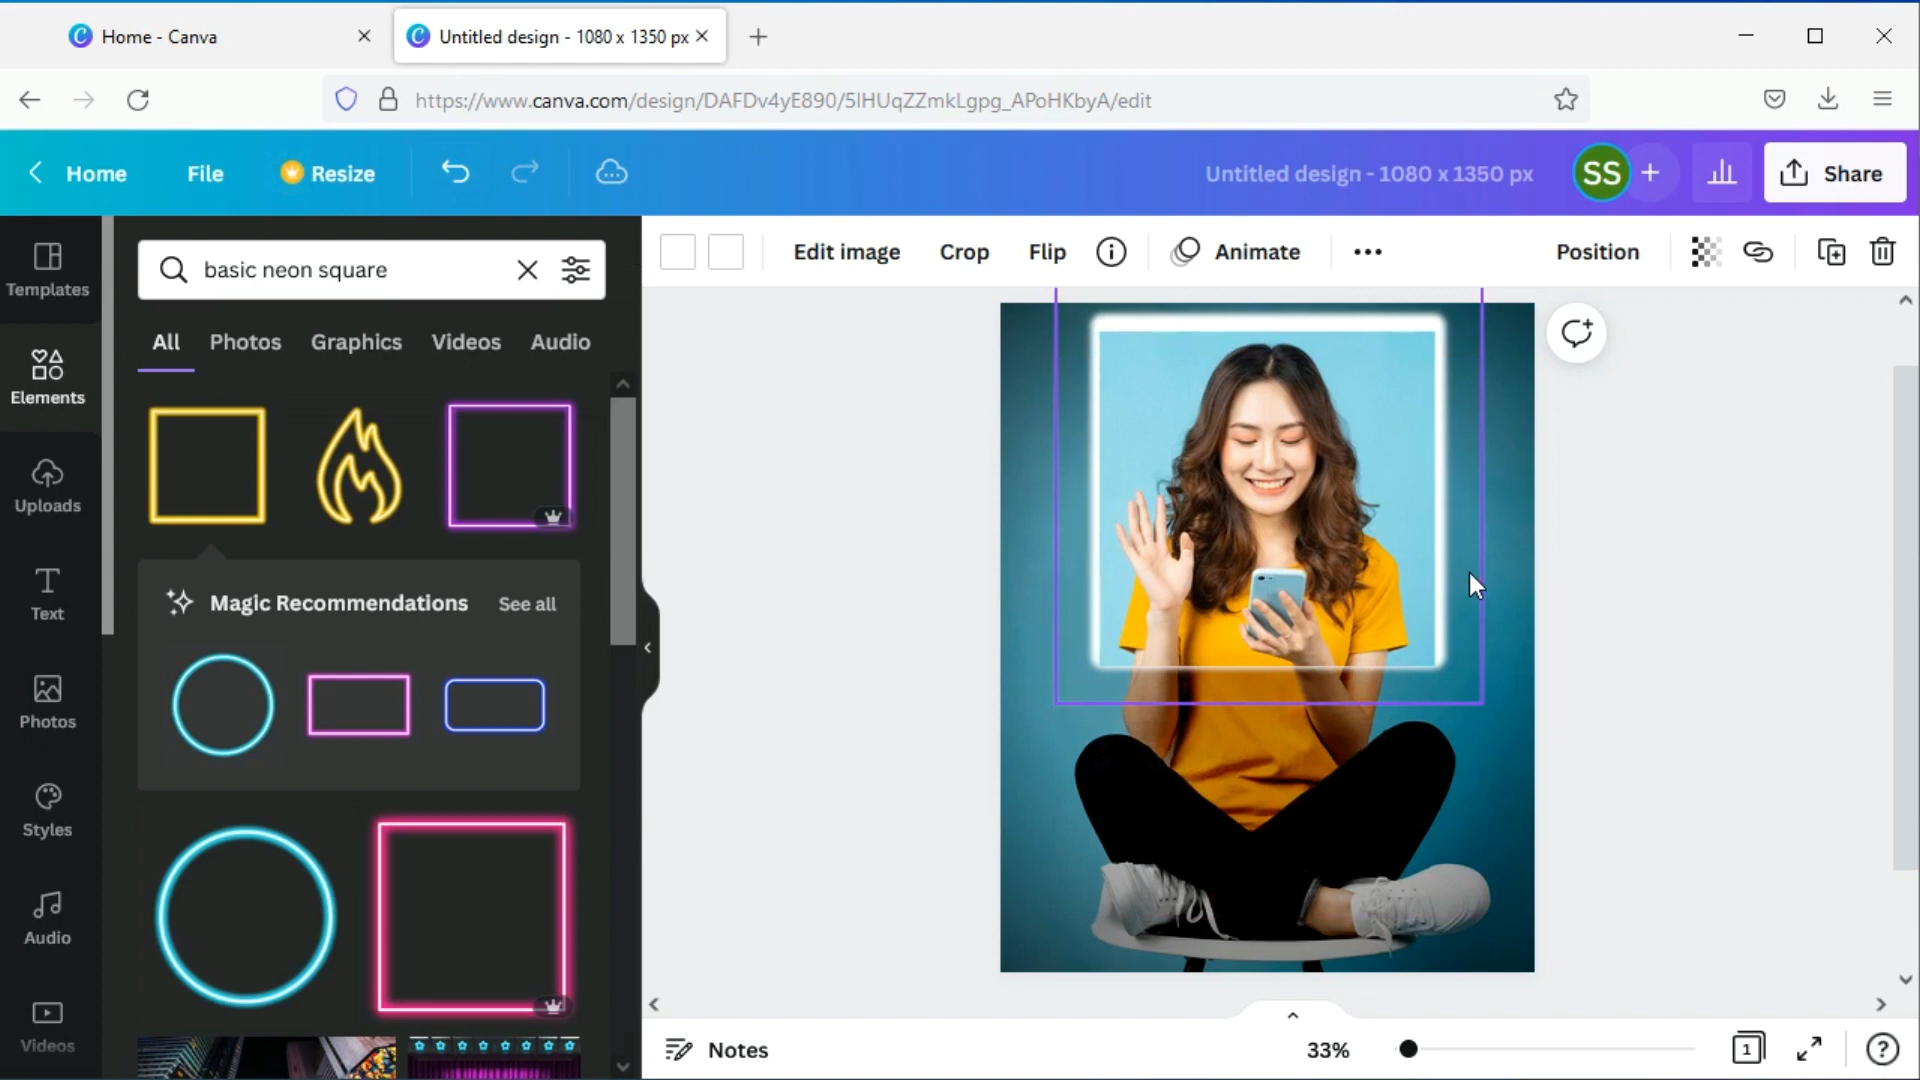 Home - Canva
Untitled design - 1080 x 1350 px
https://www.canva.com/design/DAFDv4yE890/5lHUqZZmkLgpg_APoHKbyA/edit
Home
File
Resize
Untitled design - 1080 x 1350 px
SS
Share
Templates
Elements
Uploads
Text
Photos
Styles
Audio
Videos
basic neon square
All
Photos
Graphics
Videos
Audio
Magic Recommendations
See all
Edit image
Crop
Flip
Animate
Position
Notes
33%
1